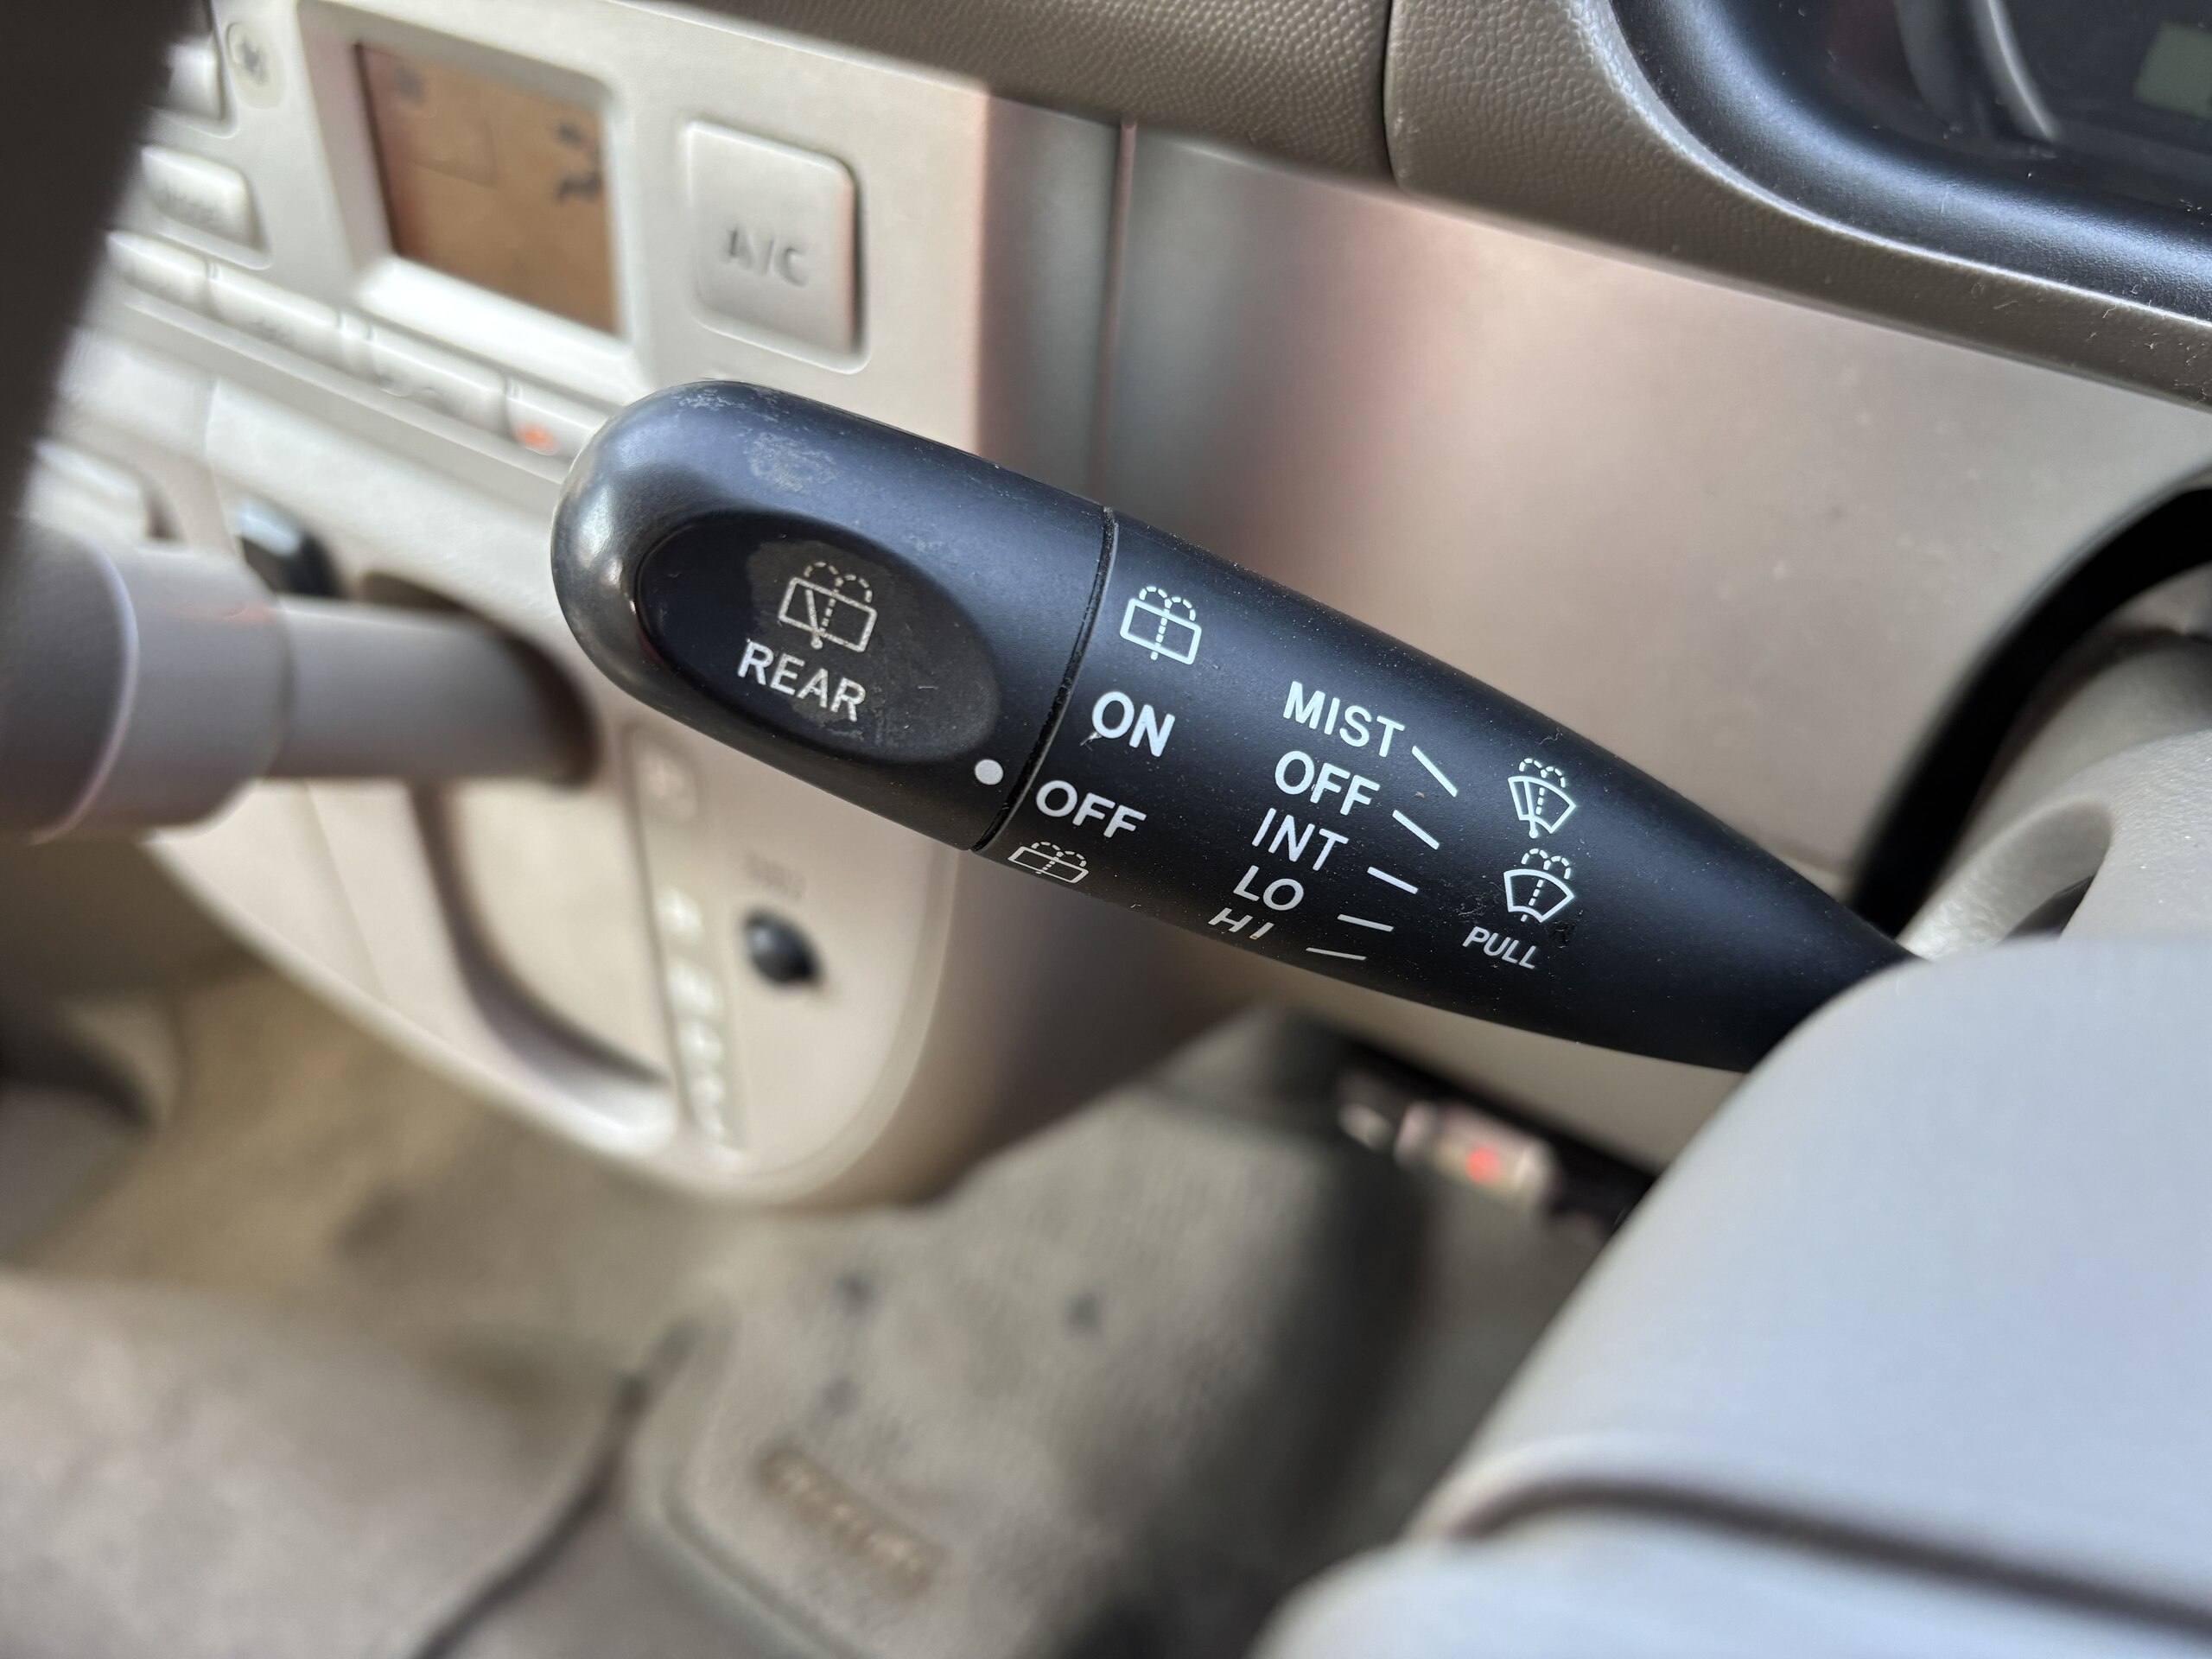 A/C
REAR
ON
OFF
MIST
OFF
INT
LO
HI
PULL